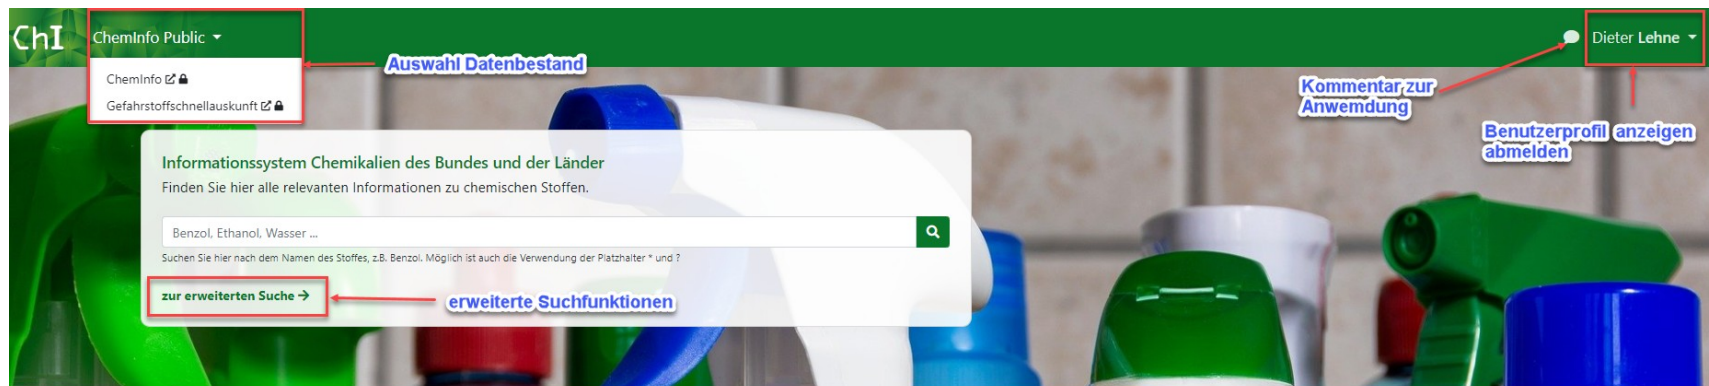 ChI
ChemInfo Public
Dieter Lehne
Auswahl Datenbestand
ChemInfo
Gefahrstoffschnellauskunft
Kommentar zur
Anwemdung
Benutzerprofil anzeigen
abmelden
Informationssystem Chemikalien des Bundes und der Länder
Finden Sie hier alle relevanten Informationen zu chemischen Stoffen.
Benzol, Ethanol, Wasser ...
Suchen Sie hier nach dem Namen des Stoffes, z.B. Benzol. Möglich ist auch die Verwendung der Platzhalter * und ?
zur erweiterten Suche →
erweiterte Suchfunktionen